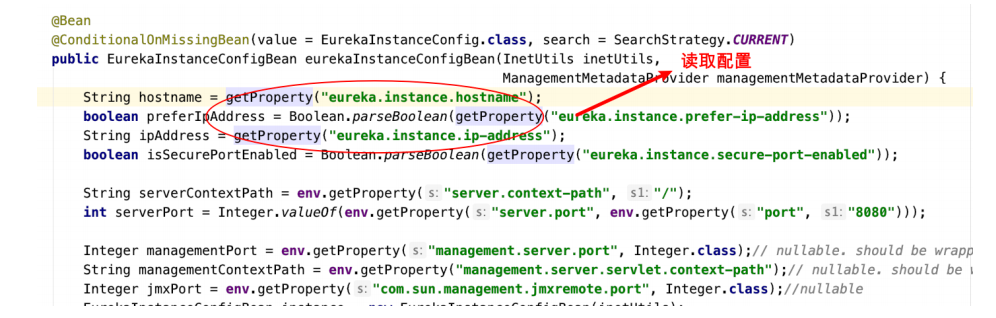 @Bean
@ConditionalOnMissingBean(value = EurekaInstanceConfig.class, search = SearchStrategy.CURRENT)
public EurekaInstanceConfigBean eurekaInstanceConfigBean(InetUtils inetUtils, 读取配置
ManagementMetadataProvider managementMetadataProvider) {
String hostname = getProperty("eureka.instance.hostname");
boolean preferIpAddress = Boolean.parseBoolean(getProperty("eureka.instance.prefer-ip-address"));
String ipAddress = getProperty("eureka.instance.ip-address");
boolean isSecurePortEnabled = Boolean.parseBoolean(getProperty("eureka.instance.secure-port-enabled"));
String serverContextPath = env.getProperty( s: "server.context-path", s1: "/");
int serverPort = Integer.valueOf(env.getProperty( s: "server.port", env.getProperty( s: "port", s1: "8080")));
Integer managementPort = env.getProperty( s: "management.server.port", Integer.class);// nullable. should be wrapp
String managementContextPath = env.getProperty("management.server.servlet.context-path");// nullable. should be
Integer jmxPort = env.getProperty( s: "com.sun.management.jmxremote.port", Integer.class);//nullable
EurekaInstanceConfigBean instance = new EurekaInstanceConfigBean(inetUtils);